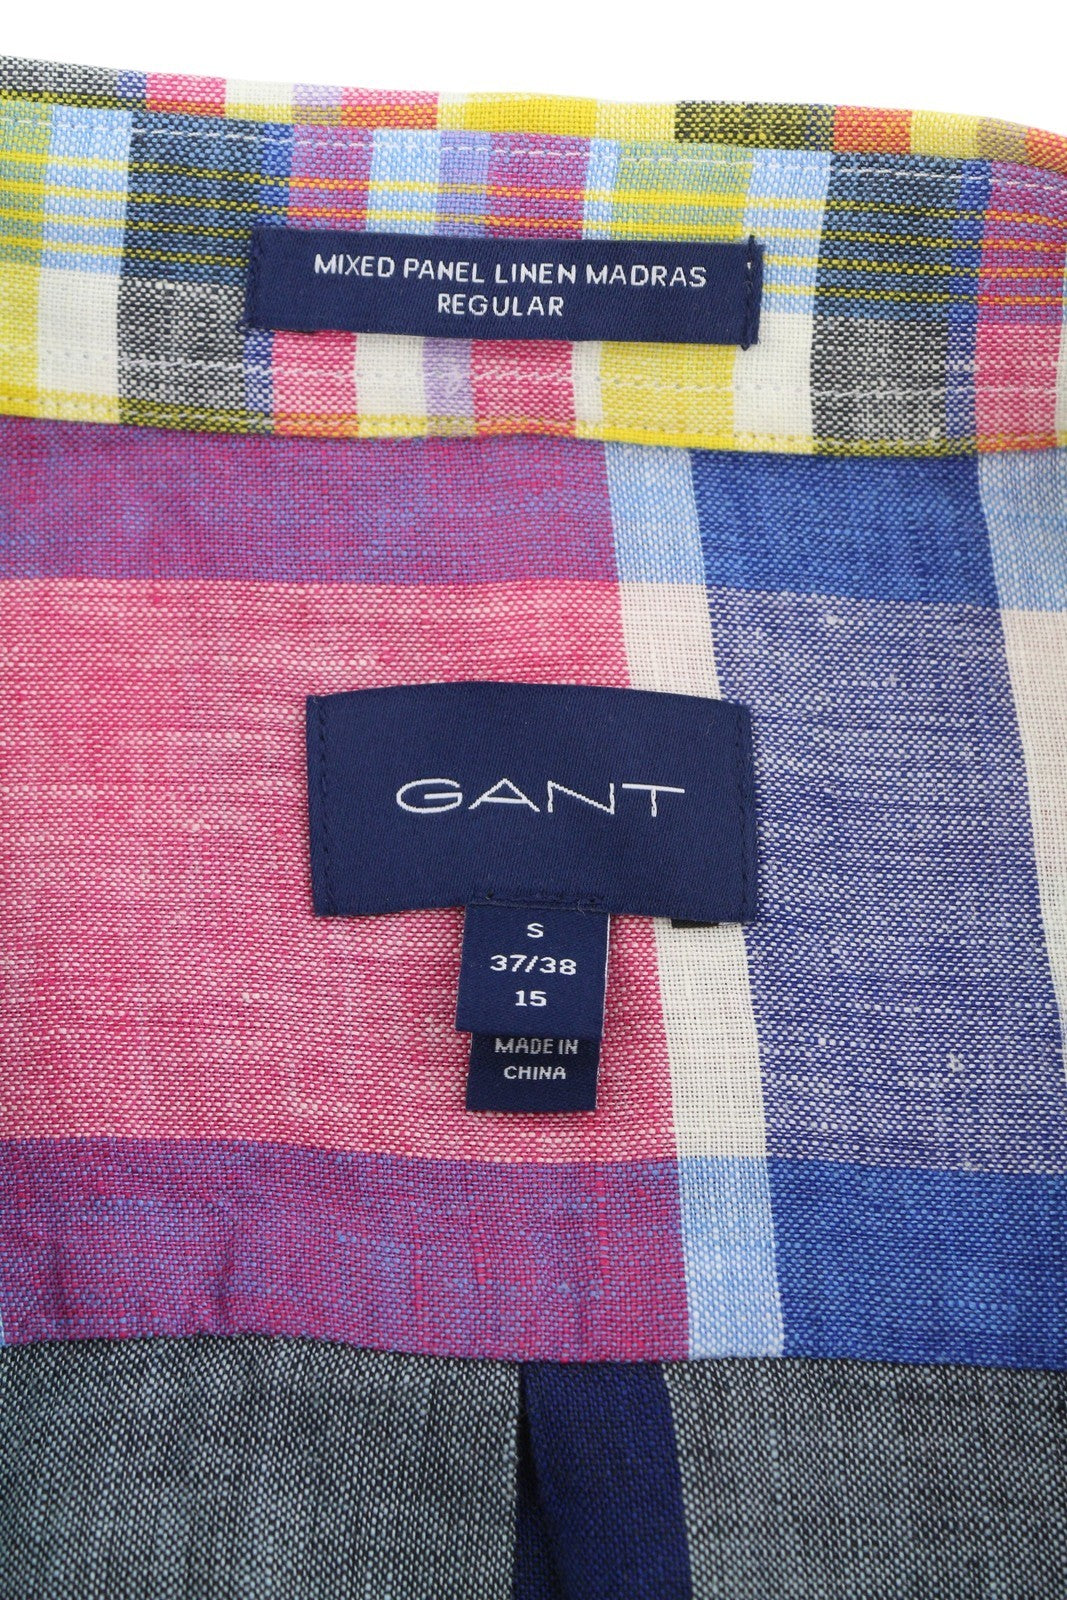 MIXED PANEL LINEN MADRAS
REGULAR
GANT
S
37/38
15
MADE IN
CHINA